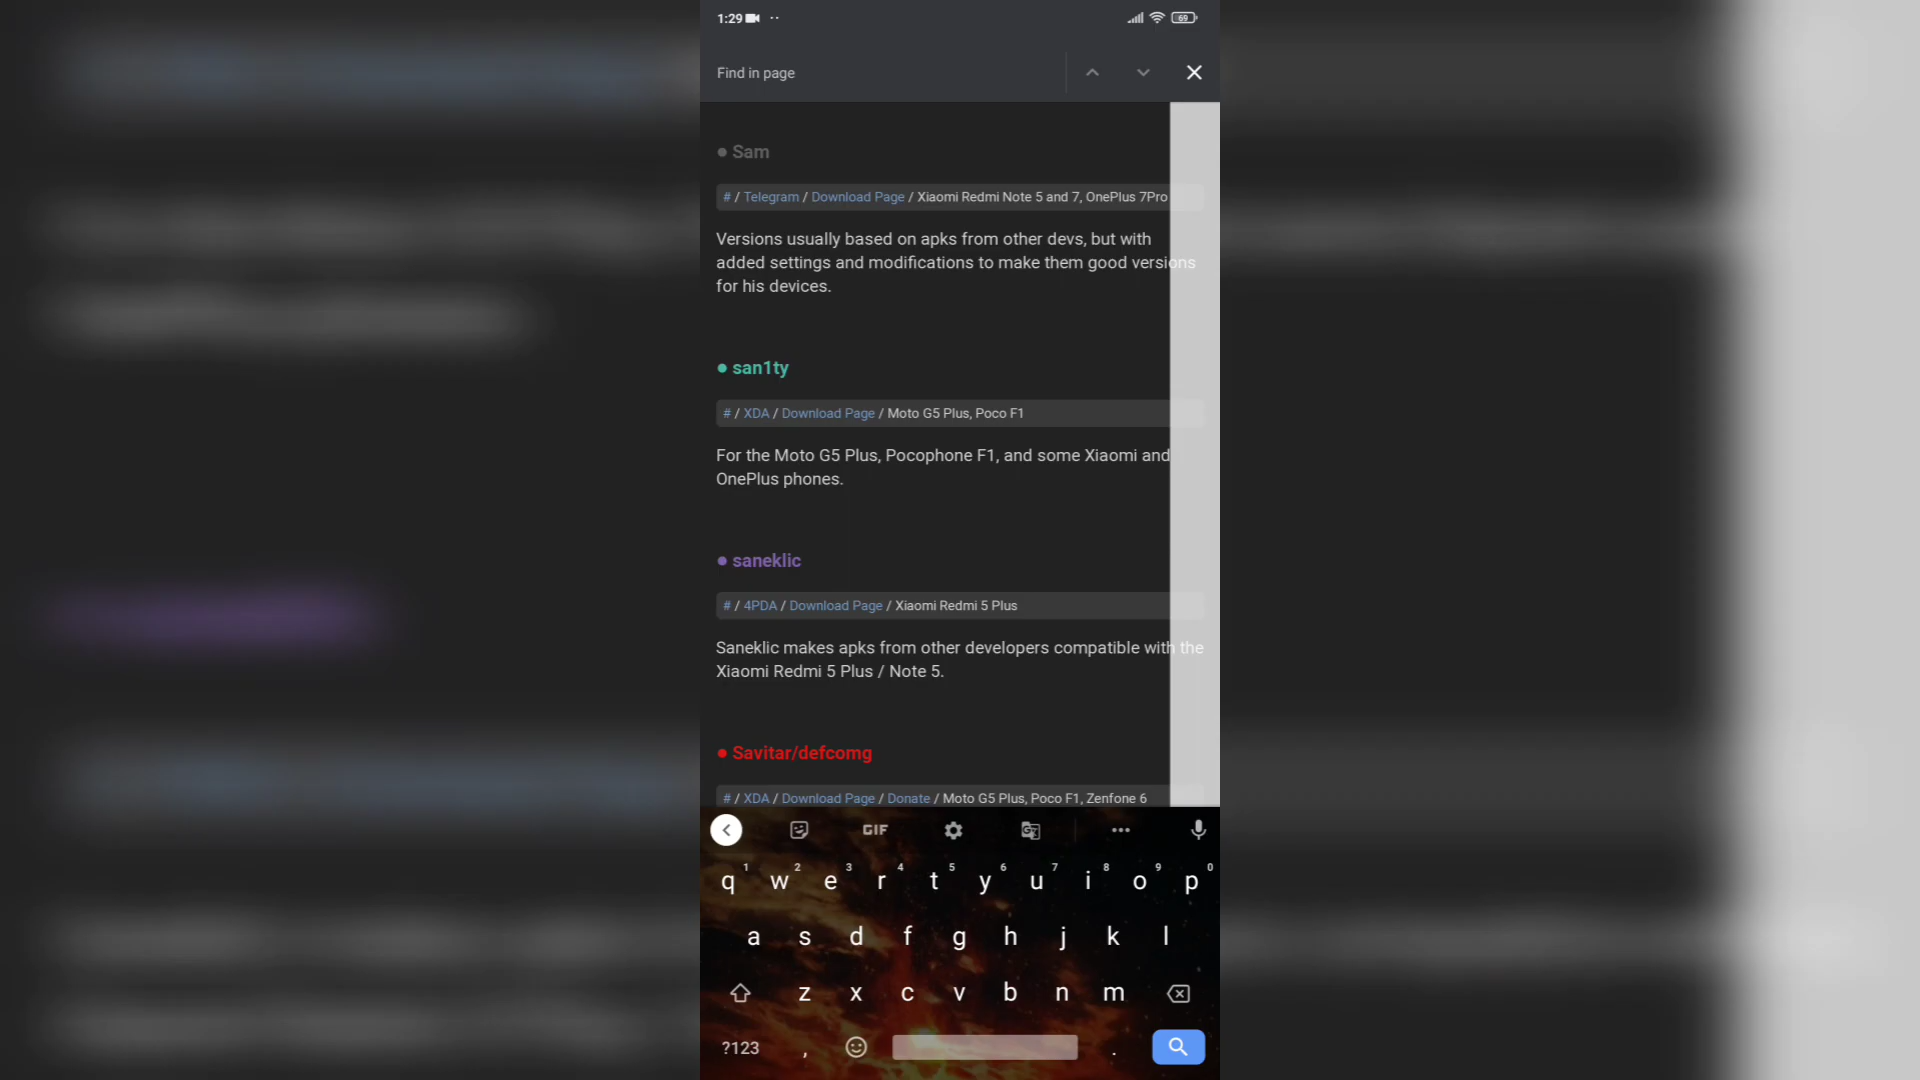 1:29
69
Find in page
Sam
# / Telegram / Download Page / Xiaomi Redmi Note 5 and 7, OnePlus 7Pro
Versions usually based on apks from other devs, but with
added settings and modifications to make them good versions
for his devices.
san1ty
# / XDA / Download Page / Moto G5 Plus, Poco F1
For the Moto G5 Plus, Pocophone F1, and some Xiaomi and
OnePlus phones.
saneklic
# / 4PDA / Download Page / Xiaomi Redmi 5 Plus
Saneklic makes apks from other developers compatible with the
Xiaomi Redmi 5 Plus / Note 5.
Savitar/defcomg
# / XDA / Download Page / Donate / Moto G5 Plus, Poco F1, Zenfone 6
GIF
1 2 3 4 5 6 7 8 9 0
q w e r t y u i o p
a s d f g h j k l
z x c v b n m
?123 , .